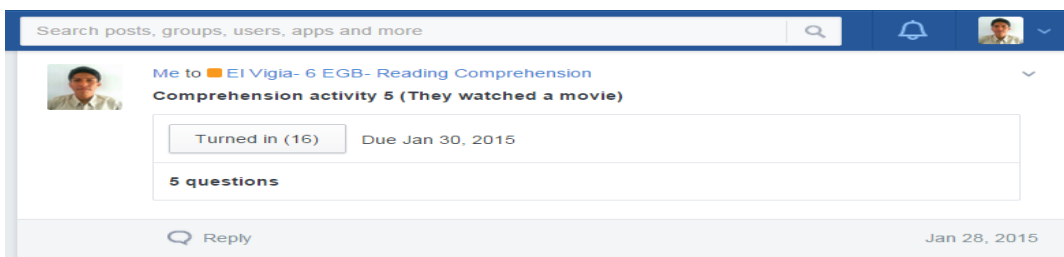 Search posts, groups, users, apps and more
Me to El Vigia- 6 EGB- Reading Comprehension
Comprehension activity 5 (They watched a movie)
Turned in (16) Due Jan 30, 2015
5 questions
Reply Jan 28, 2015